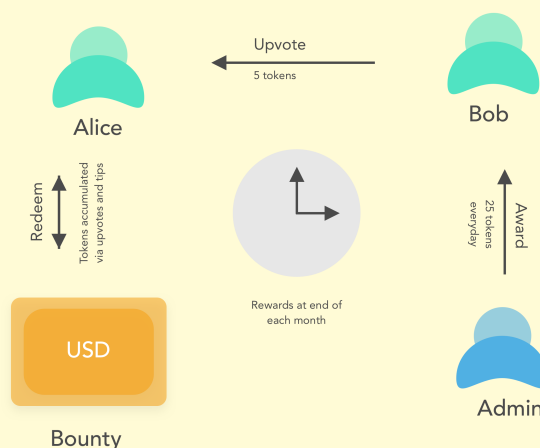 Upvote
5 tokens
Alice
Bob
Redeem
Tokens accumulated
via upvotes and tips
Award
25 tokens
everyday
Rewards at end of
each month
USD
Admin
Bounty